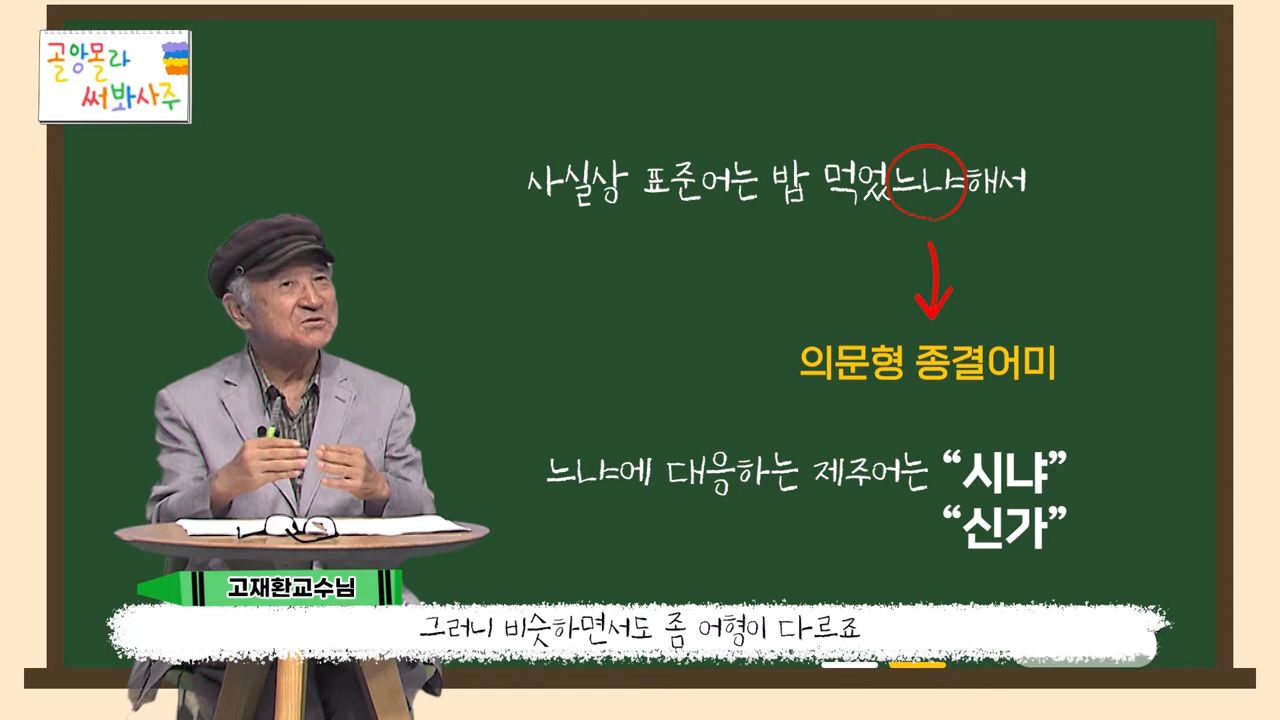 골앙몰라
써봐사주
사실상 표준어는 밥 먹었느냐해서
의문형 종결어미
느냐에 대응하는 제주어는 “시냐”
“신가”
고재환교수님
그러니 비슷하면서도 좀 어형이 다르죠